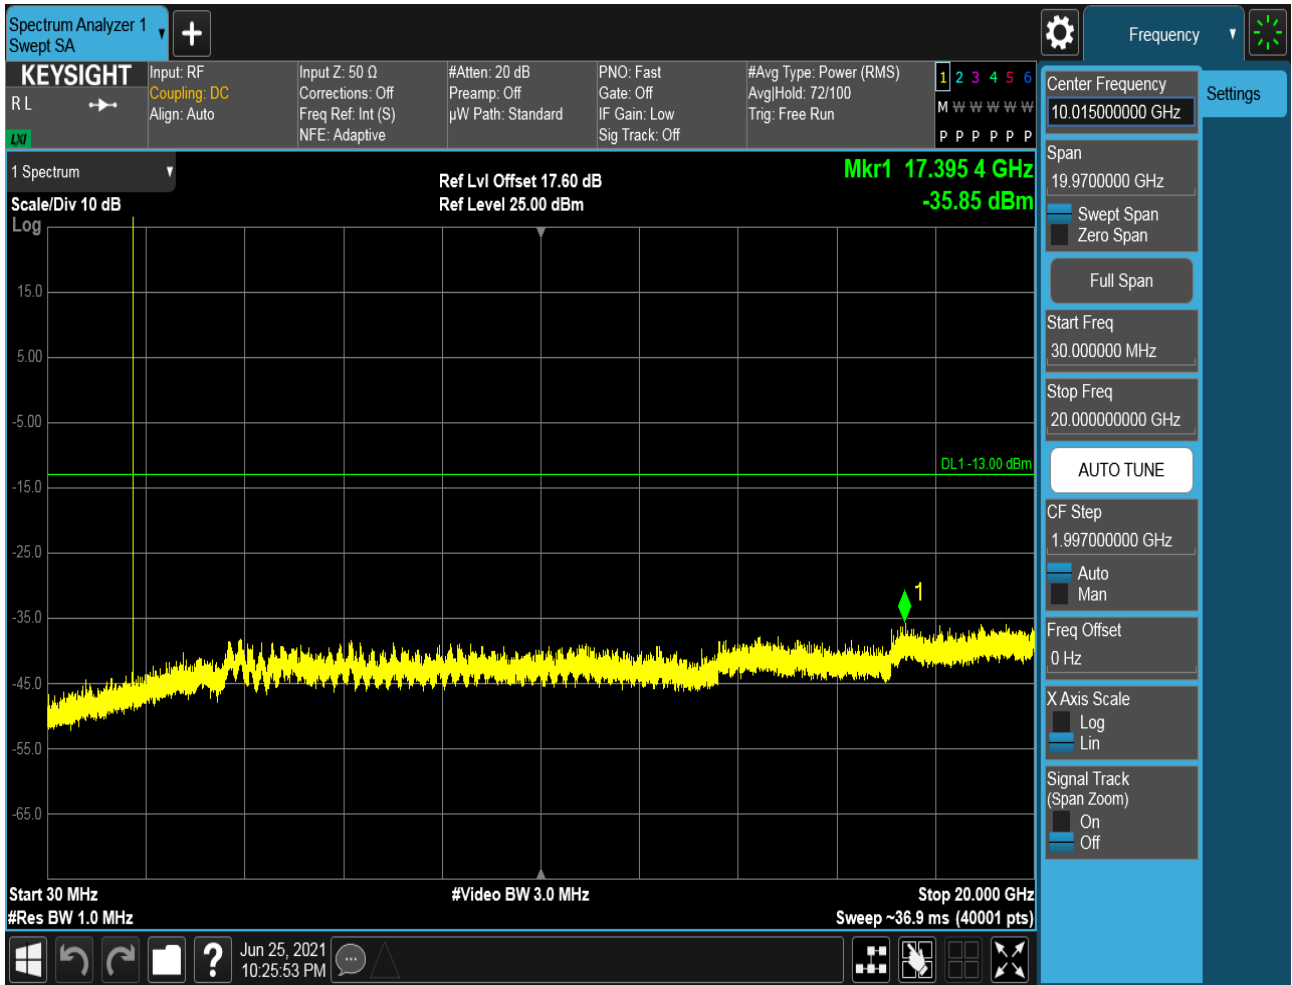 Spectrum Analyzer 1
Swept SA
Frequency
KEYSIGHT
R L
LXI
Input: RF
Coupling: DC
Align: Auto
Input Z: 50 Ω
Corrections: Off
Freq Ref: Int (S)
NFE: Adaptive
#Atten: 20 dB
Preamp: Off
µW Path: Standard
PNO: Fast
Gate: Off
IF Gain: Low
Sig Track: Off
#Avg Type: Power (RMS)
Avg|Hold: 72/100
Trig: Free Run
1 2 3 4 5 6
M W W W W W
P P P P P P
1 Spectrum
Scale/Div 10 dB
Log
Ref Lvl Offset 17.60 dB
Ref Level 25.00 dBm
Mkr1 17.395 4 GHz
-35.85 dBm
15.0
5.00
-5.00
-15.0
-25.0
-35.0
-45.0
-55.0
-65.0
DL1 -13.00 dBm
1
Start 30 MHz
#Res BW 1.0 MHz
#Video BW 3.0 MHz
Stop 20.000 GHz
Sweep ~36.9 ms (40001 pts)
Center Frequency
10.015000000 GHz
Span
19.9700000 GHz
Swept Span
Zero Span
Full Span
Start Freq
30.000000 MHz
Stop Freq
20.000000000 GHz
AUTO TUNE
CF Step
1.997000000 GHz
Auto
Man
Freq Offset
0 Hz
X Axis Scale
Log
Lin
Signal Track
(Span Zoom)
On
Off
Settings
?
Jun 25, 2021
10:25:53 PM